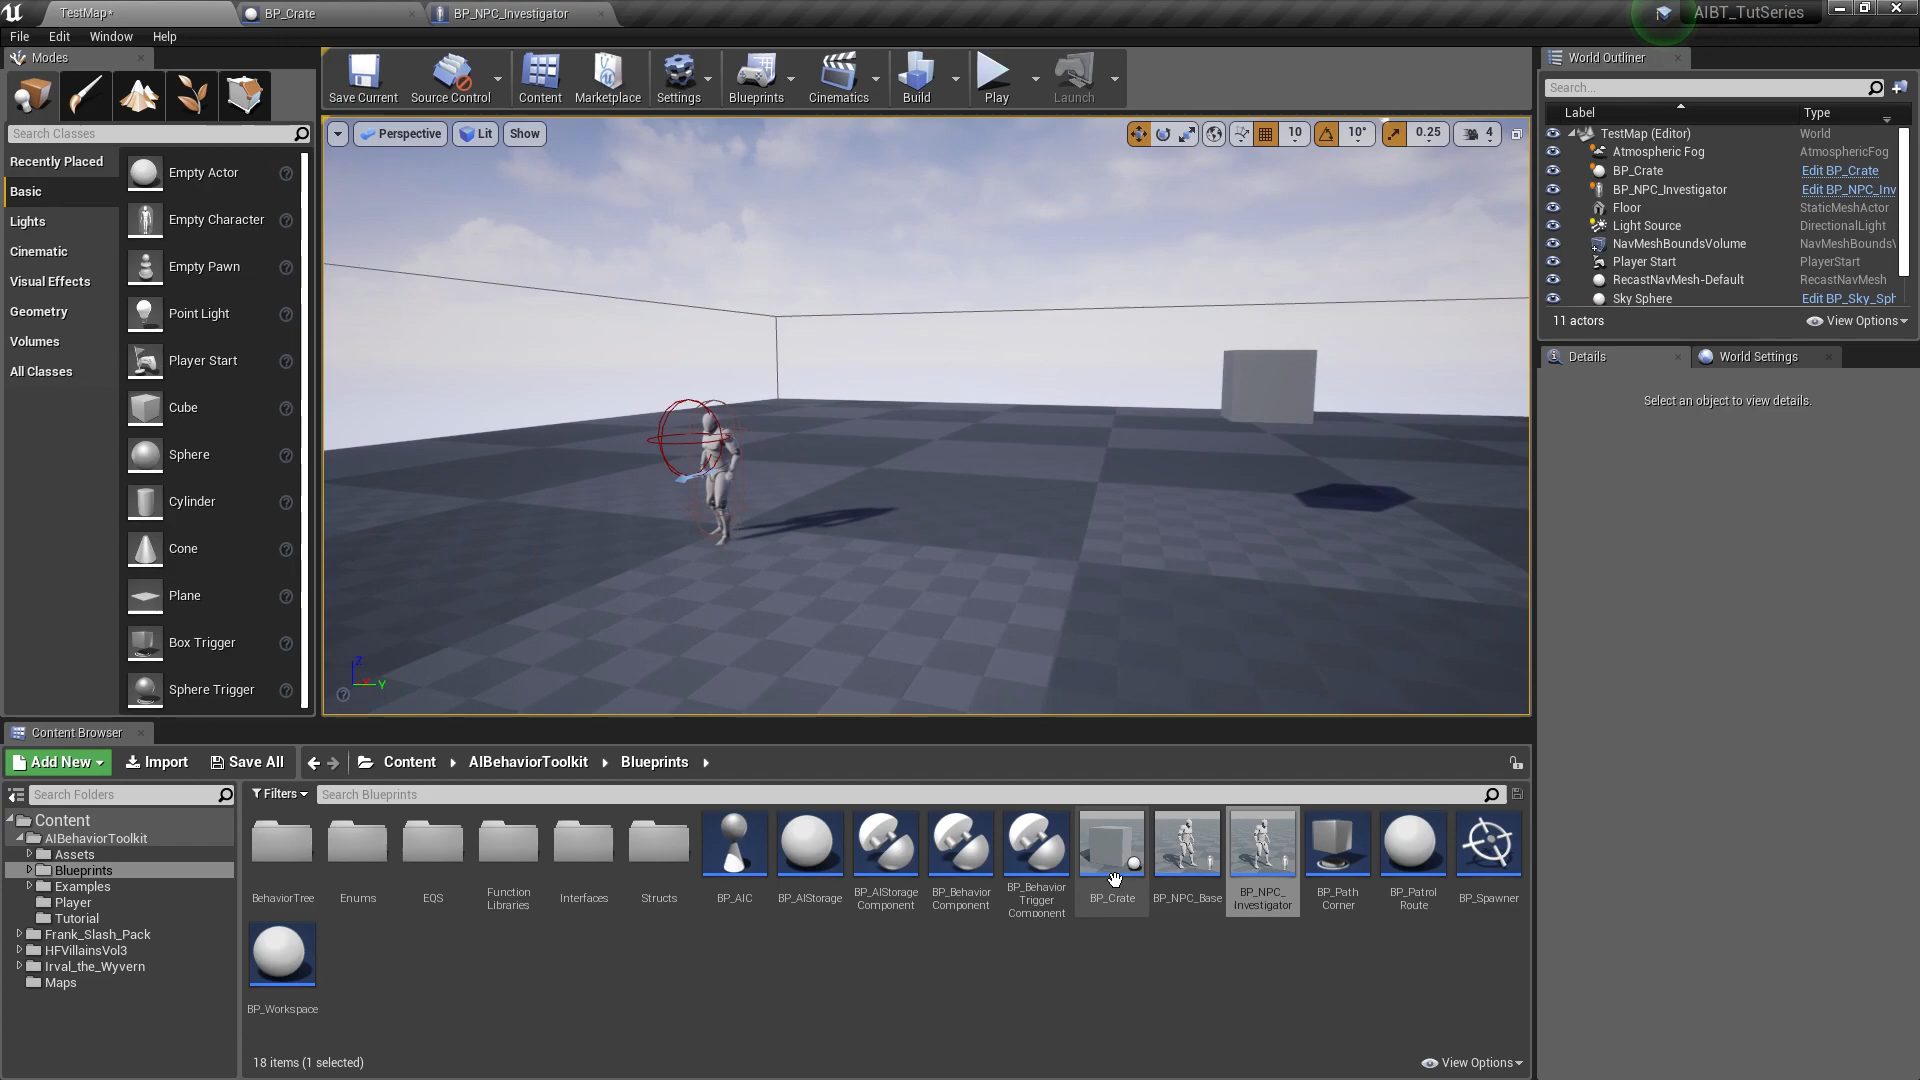 TestMap*
BP_Crate
BP_NPC_Investigator
AIBT_TutSeries
File Edit Window Help
Modes
Save Current
Source Control
Content
Marketplace
Settings
Blueprints
Cinematics
Build
Play
Launch
World Outliner
Search...
Label Type
TestMap (Editor) World
Atmospheric Fog AtmosphericFog
BP_Crate Edit BP_Crate
BP_NPC_Investigator Edit BP_NPC_Inv
Floor StaticMeshActor
Light Source DirectionalLight
NavMeshBoundsVolume NavMeshBounds
Player Start PlayerStart
RecastNavMesh-Default RecastNavMesh
Sky Sphere Edit BP_Sky_Sph
11 actors
View Options
Details
World Settings
Select an object to view details.
Search Classes
Recently Placed
Basic
Lights
Cinematic
Visual Effects
Geometry
Volumes
All Classes
Empty Actor
Empty Character
Empty Pawn
Point Light
Player Start
Cube
Sphere
Cylinder
Cone
Plane
Box Trigger
Sphere Trigger
Perspective
Lit
Show
10
10°
0.25
4
Z
X
Y
Content Browser
Add New
Import
Save All
Content
AIBehaviorToolkit
Blueprints
Search Folders
Filters
Search Blueprints
Content
AIBehaviorToolkit
Assets
Blueprints
Examples
Player
Tutorial
Frank_Slash_Pack
HFVillainsVol3
Irval_the_Wyvern
Maps
BehaviorTree
Enums
EQS
Function
Libraries
Interfaces
Structs
BP_AIC
BP_AIStorage
BP_AIStorage
Component
BP_Behavior
Component
BP_Behavior
Trigger
Component
BP_Crate
BP_NPC_Base
BP_NPC_
Investigator
BP_Path
Corner
BP_Patrol
Route
BP_Spawner
BP_Workspace
18 items (1 selected)
View Options